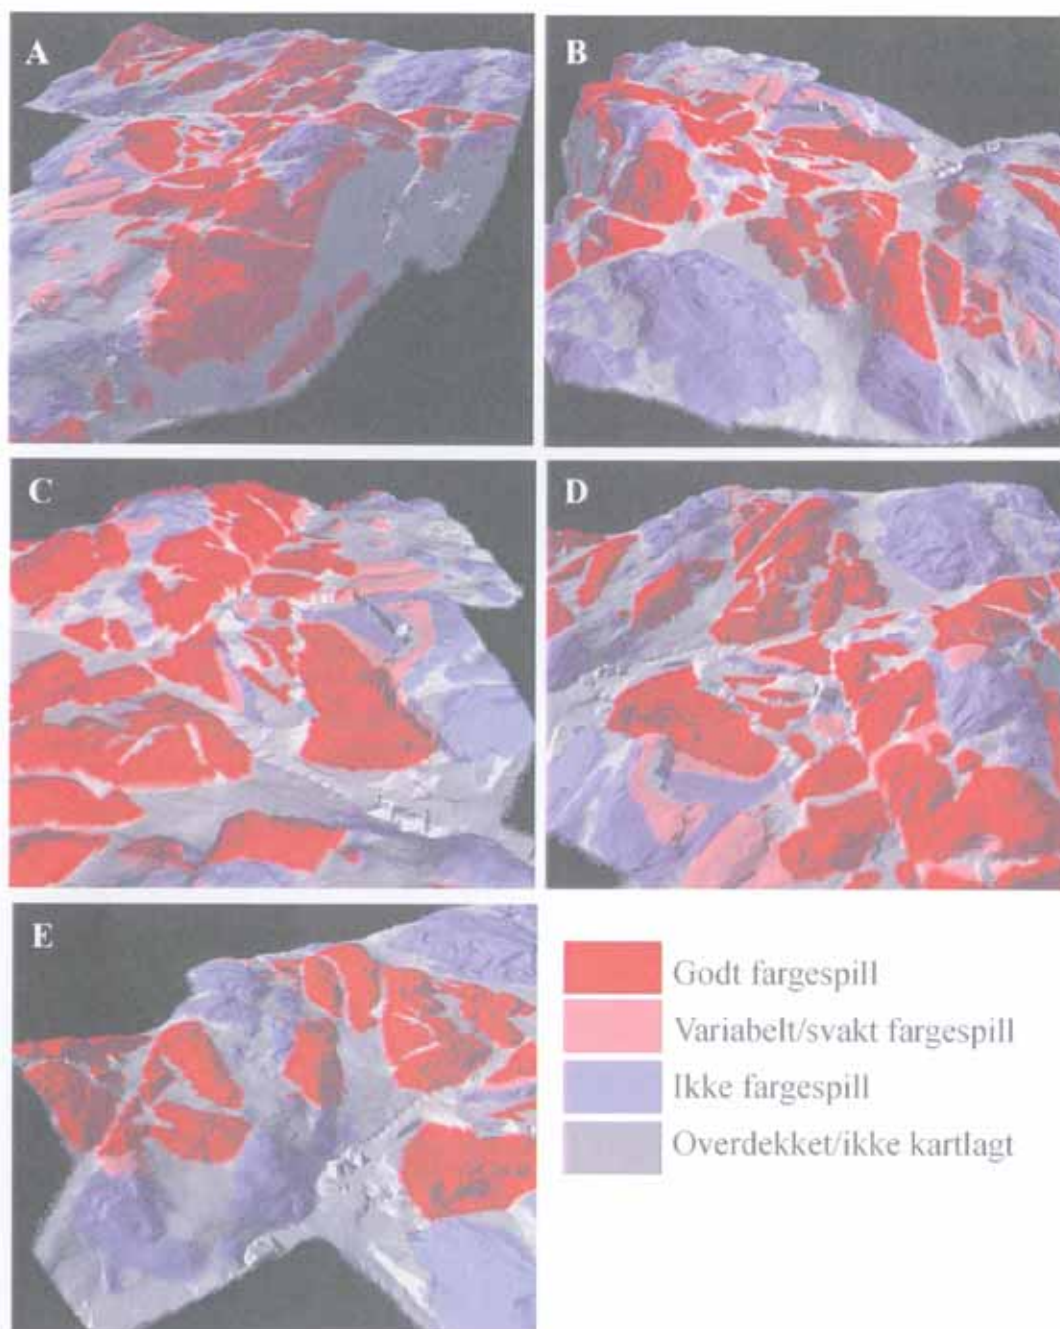 A
B
C
D
E
Godt fargespill
Variabelt/svakt fargespill
Ikke fargespill
Overdekket/ikke kartlagt